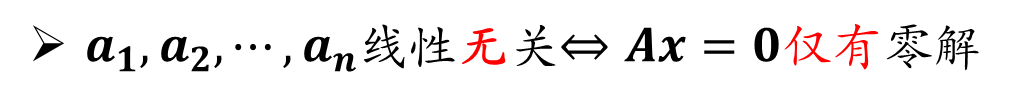 ➢ a₁, a₂, ⋯, aₙ线性无关⇔ Ax = 0仅有零解